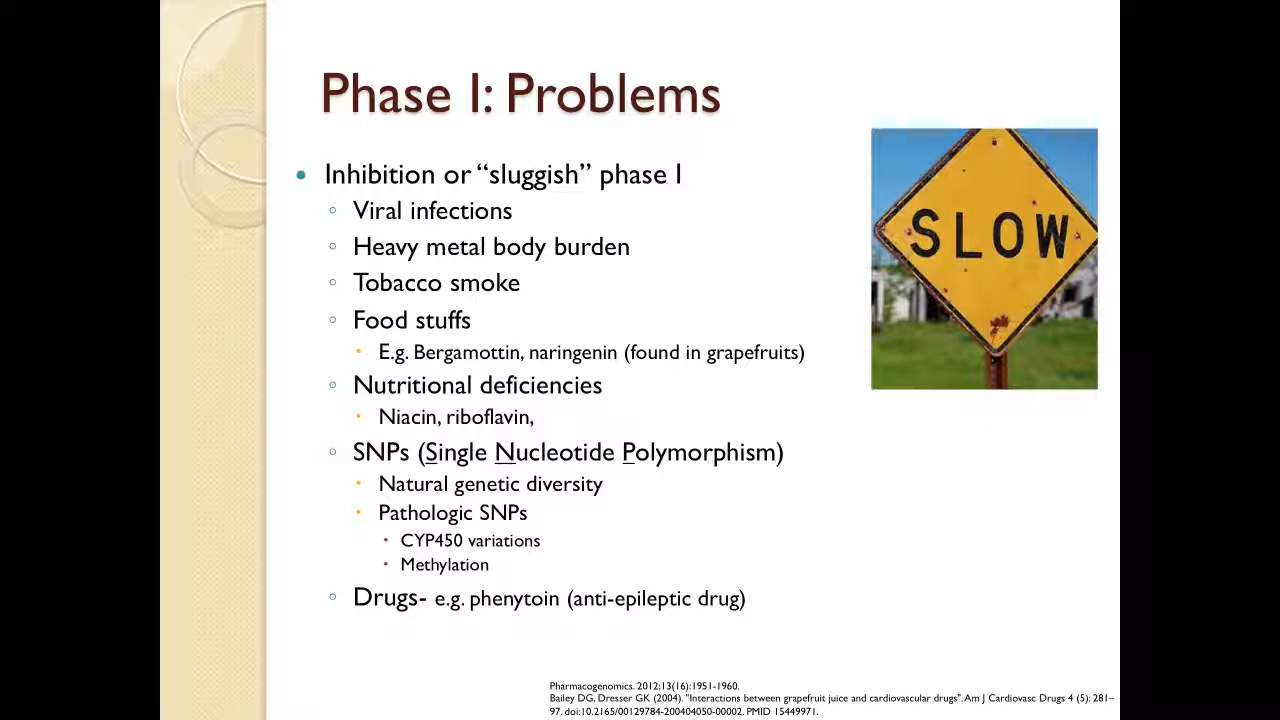 Phase I: Problems
Inhibition or “sluggish” phase I
Viral infections
Heavy metal body burden
Tobacco smoke
Food stuffs
E.g. Bergamottin, naringenin (found in grapefruits)
Nutritional deficiencies
Niacin, riboflavin,
SNPs (Single Nucleotide Polymorphism)
Natural genetic diversity
Pathologic SNPs
CYP450 variations
Methylation
Drugs- e.g. phenytoin (anti-epileptic drug)
SLOW
Pharmacogenomics. 2012;13(16):1951-1960.
Bailey DG, Dresser GK (2004). "Interactions between grapefruit juice and cardiovascular drugs". Am J Cardiovasc Drugs 4 (5): 281–
97. doi:10.2165/00129784-200404050-00002. PMID 15449971.